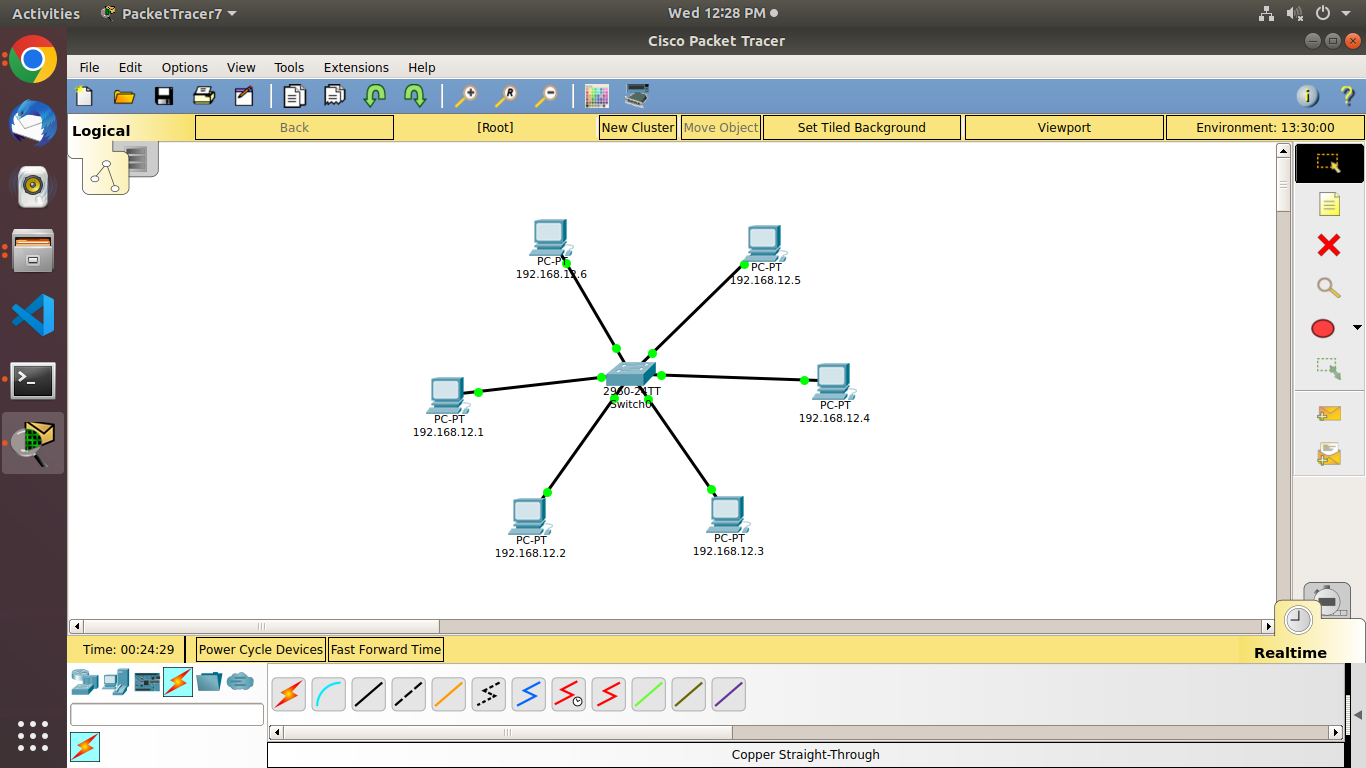 Activities PacketTracer7 Wed 12:28 PM
Cisco Packet Tracer
File Edit Options View Tools Extensions Help
Logical Back [Root] New Cluster Move Object Set Tiled Background Viewport Environment: 13:30:00
PC-PT
192.168.12.6
PC-PT
192.168.12.5
2960-24TT
Switch0
PC-PT
192.168.12.4
PC-PT
192.168.12.1
PC-PT
192.168.12.2
PC-PT
192.168.12.3
Time: 00:24:29 Power Cycle Devices Fast Forward Time Realtime
Copper Straight-Through